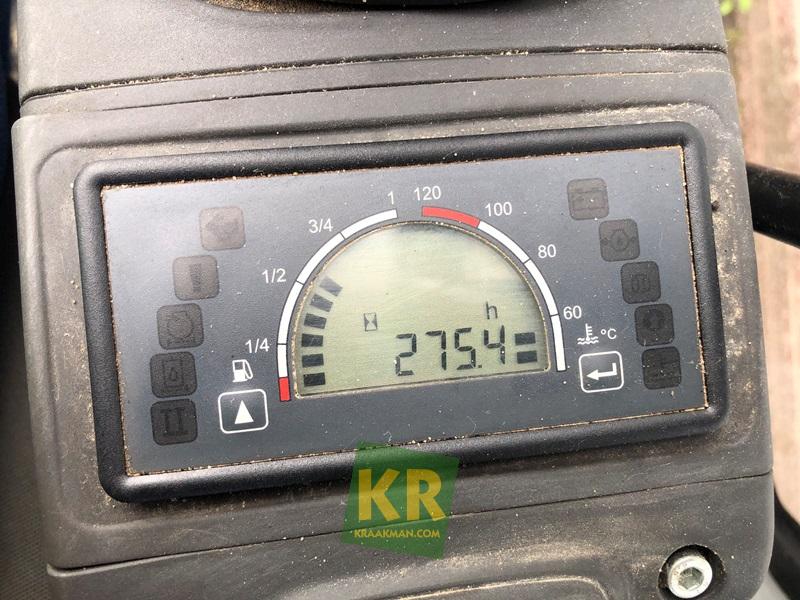 1 120
3/4 100
1/2 80
h
1/4 275.4 60
°C
KR
KRAAKMAN.COM